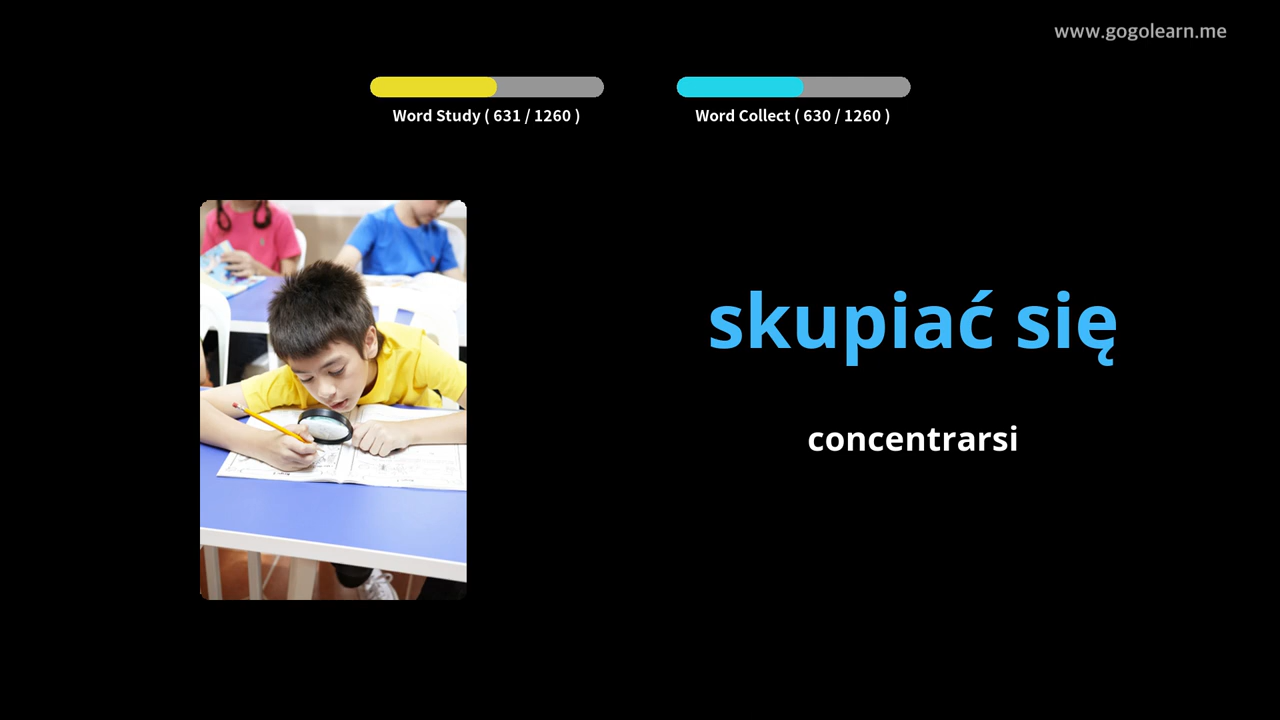 www.gogolearn.me
Word Study ( 631 / 1260 )
Word Collect ( 630 / 1260 )
skupiać się
concentrarsi